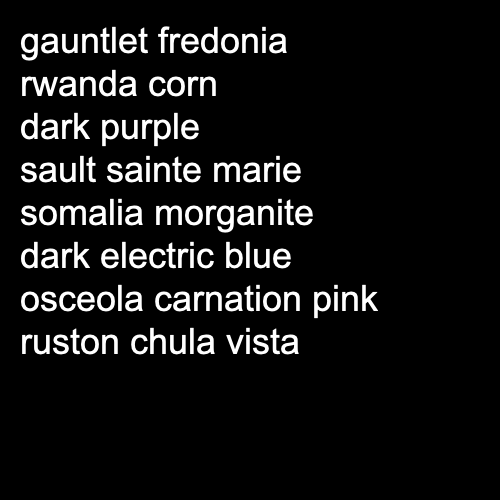 gauntlet fredonia
rwanda corn
dark purple
sault sainte marie
somalia morganite
dark electric blue
osceola carnation pink
ruston chula vista